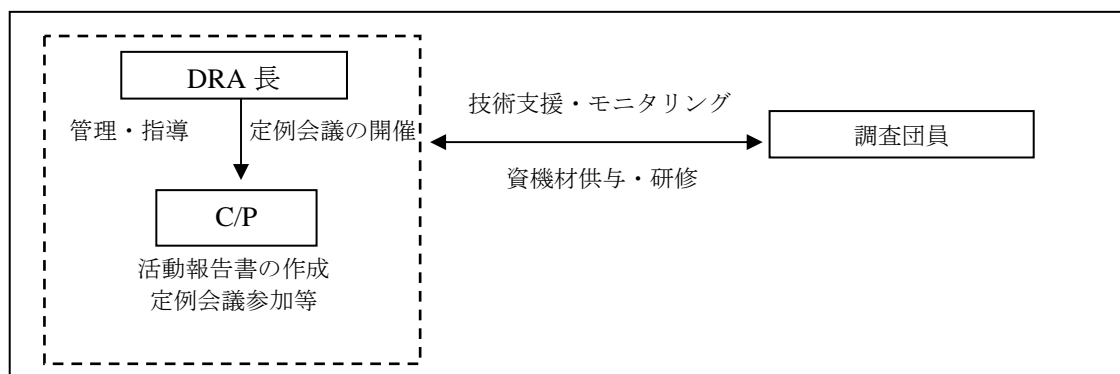 DRA 長
管理・指導
定例会議の開催
C/P
活動報告書の作成
定例会議参加等
技術支援・モニタリング
資機材供与・研修
調査団員